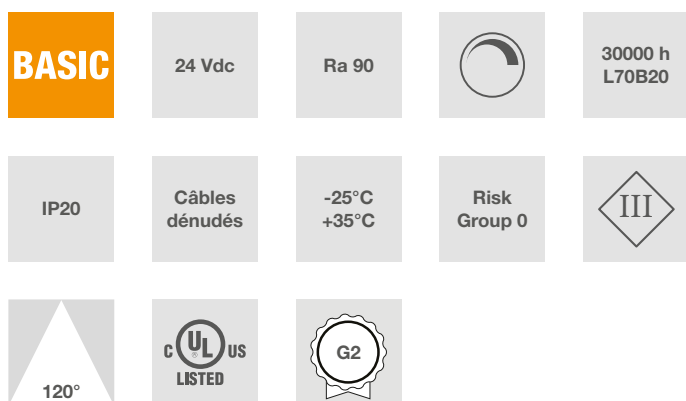 BASIC
24 Vdc
Ra 90
30000 h
L70B20
IP20
Câbles
dénudés
-25°C
+35°C
Risk
Group 0
III
120°
C UL ® US
LISTED
G2